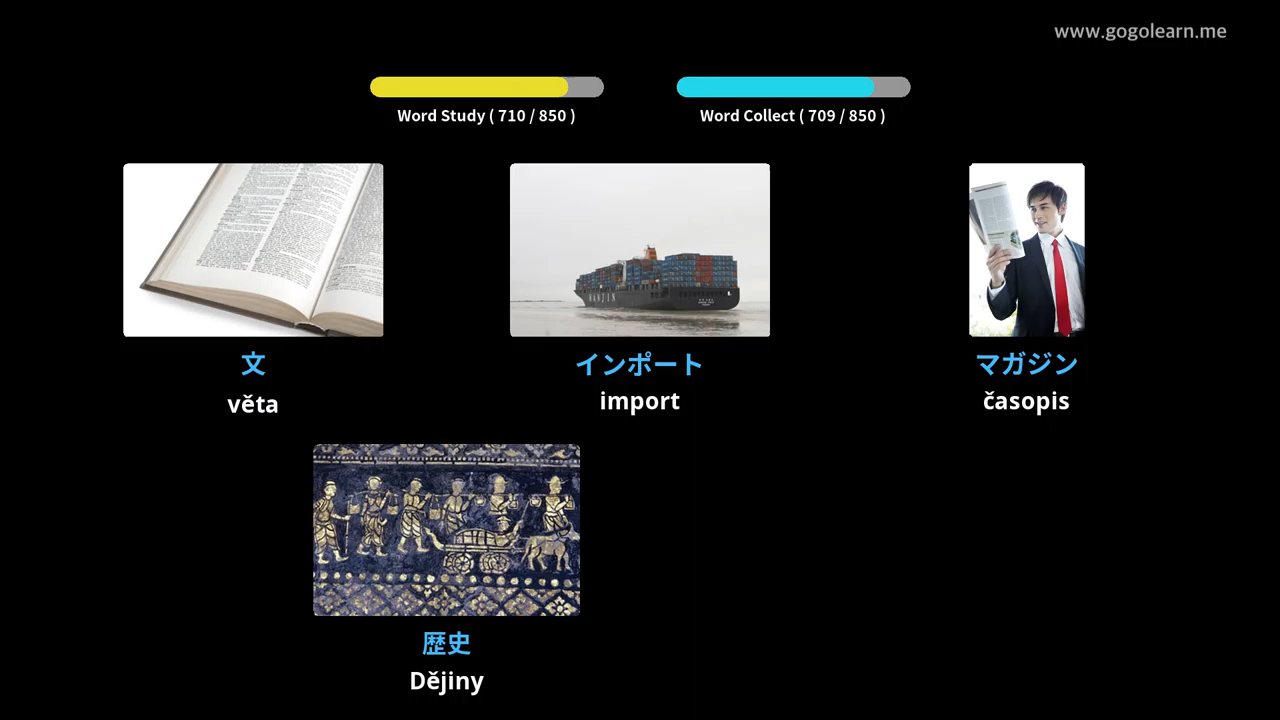 www.gogolearn.me
Word Study ( 710 / 850 )
Word Collect ( 709 / 850 )
文
věta
インポート
import
マガジン
časopis
HANJIN
歴史
Dějiny